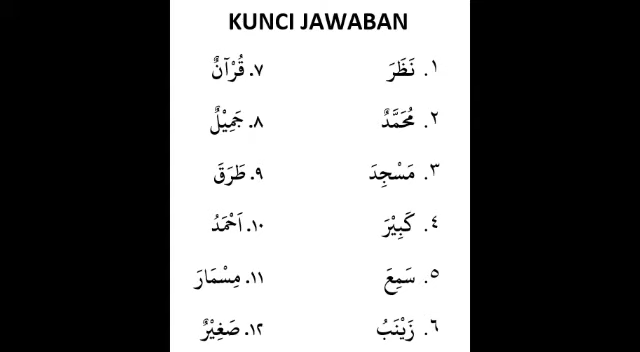 KUNCI JAWABAN
١. نَظَرَ
٧. قُرْآنٌ
٢. مُحَمَّدٌ
٨. جَمِيْلٌ
٣. مَسْجِدَ
٩. طَرَقَ
٤. كَبِيْرَ
١٠. اَحْمَدُ
٥. سَمِعَ
١١. مِسْمَارَ
٦. زَيْنَبُ
١٢. صَغِيْرٌ